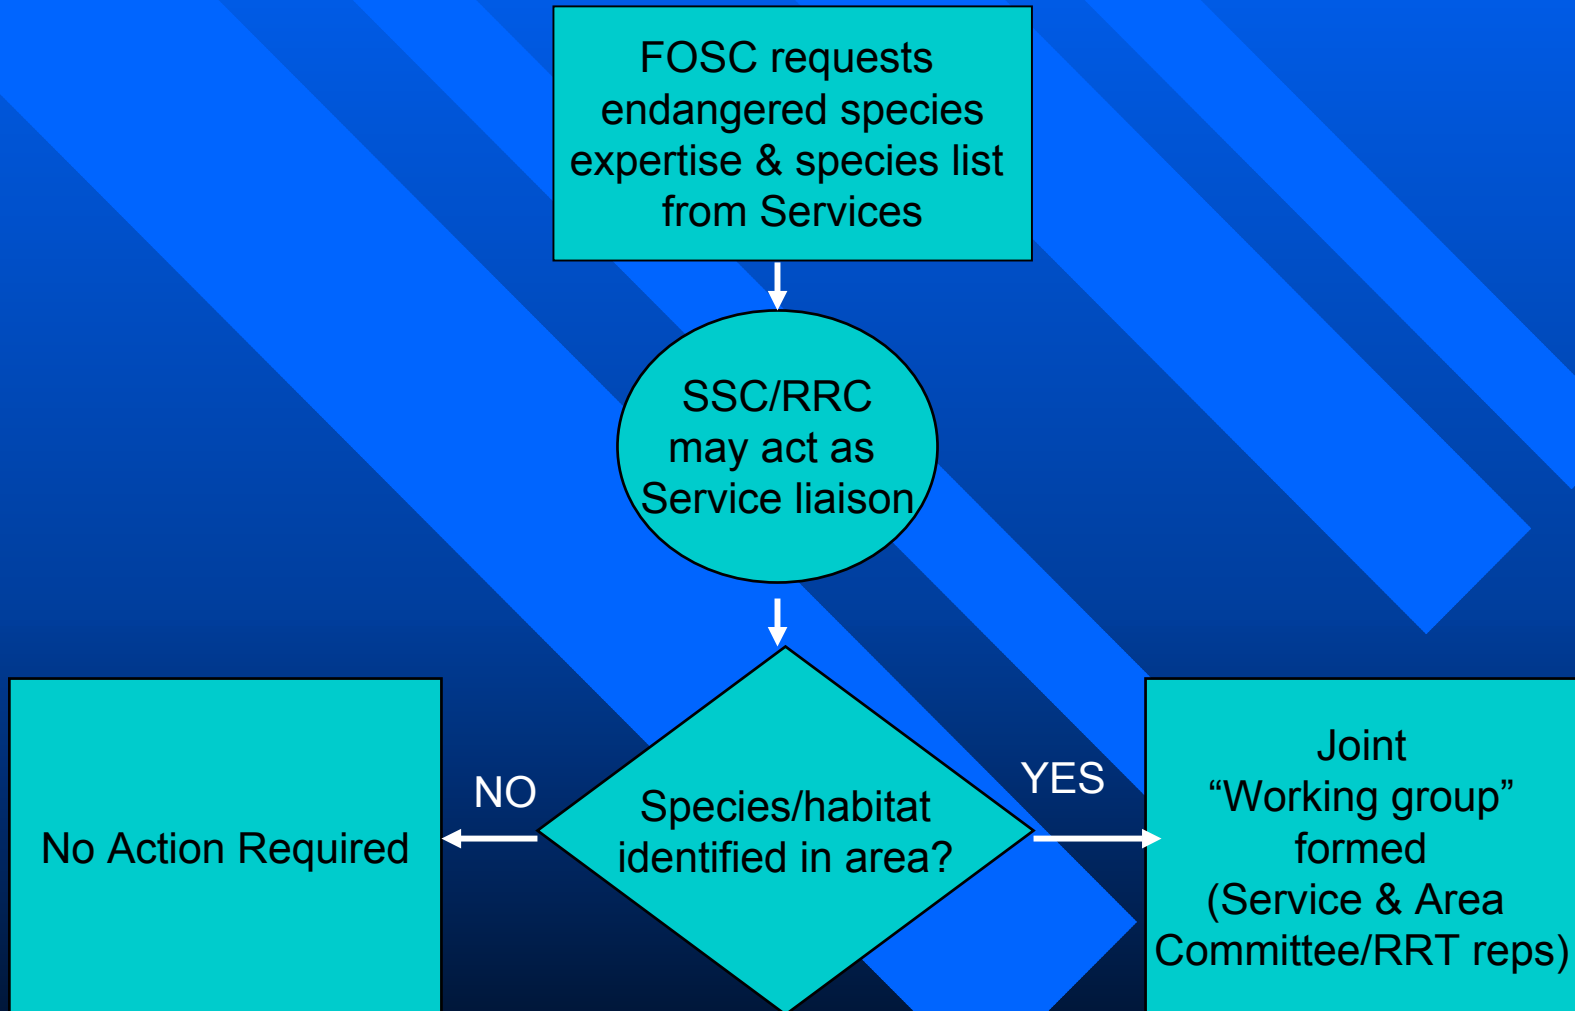 FOSC requests
endangered species
expertise & species list
from Services
SSC/RRC
may act as
Service liaison
NO
YES
No Action Required
Species/habitat
identified in area?
Joint
“Working group”
formed
(Service & Area
Committee/RRT reps)